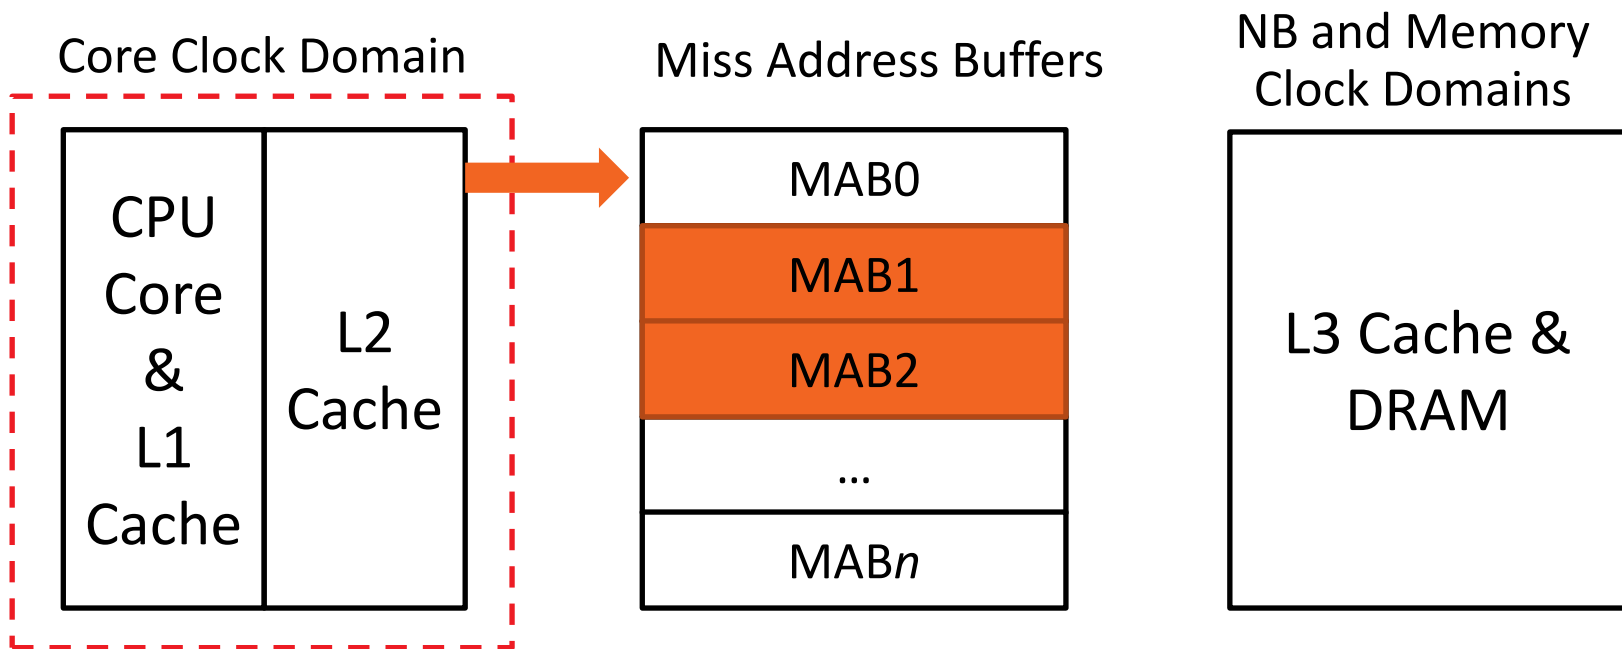 Core Clock Domain
Miss Address Buffers
NB and Memory
Clock Domains
CPU
Core
&
L1
Cache
L2
Cache
MAB0
MAB1
MAB2
...
MABn
L3 Cache &
DRAM